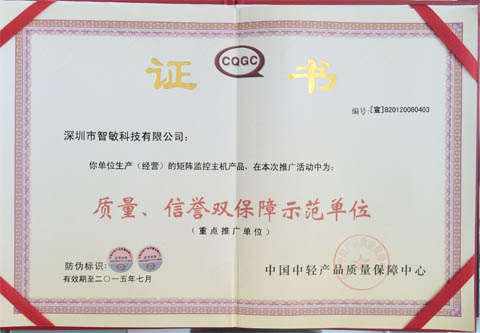 证 CQGC 书
编号:[宣]B20120080403
深圳市智敏科技有限公司:
你单位生产(经营)的矩阵监控主机产品,在本次推广活动中为:
质量、信誉双保障示范单位
(重点推广单位)
防伪标识:
有效期至二〇一五年七月
中国中轻产品质量保障中心